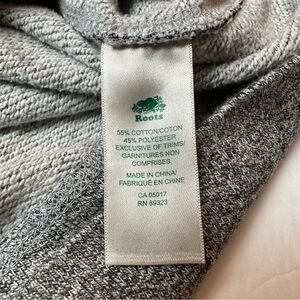 Roots
55% COTTON/COTON
45% POLYESTER
EXCLUSIVE OF TRIMS/
GARNITURES NON
COMPRISES
MADE IN CHINA/
FABRIQUÉ EN CHINE
CA 05017
RN 89323